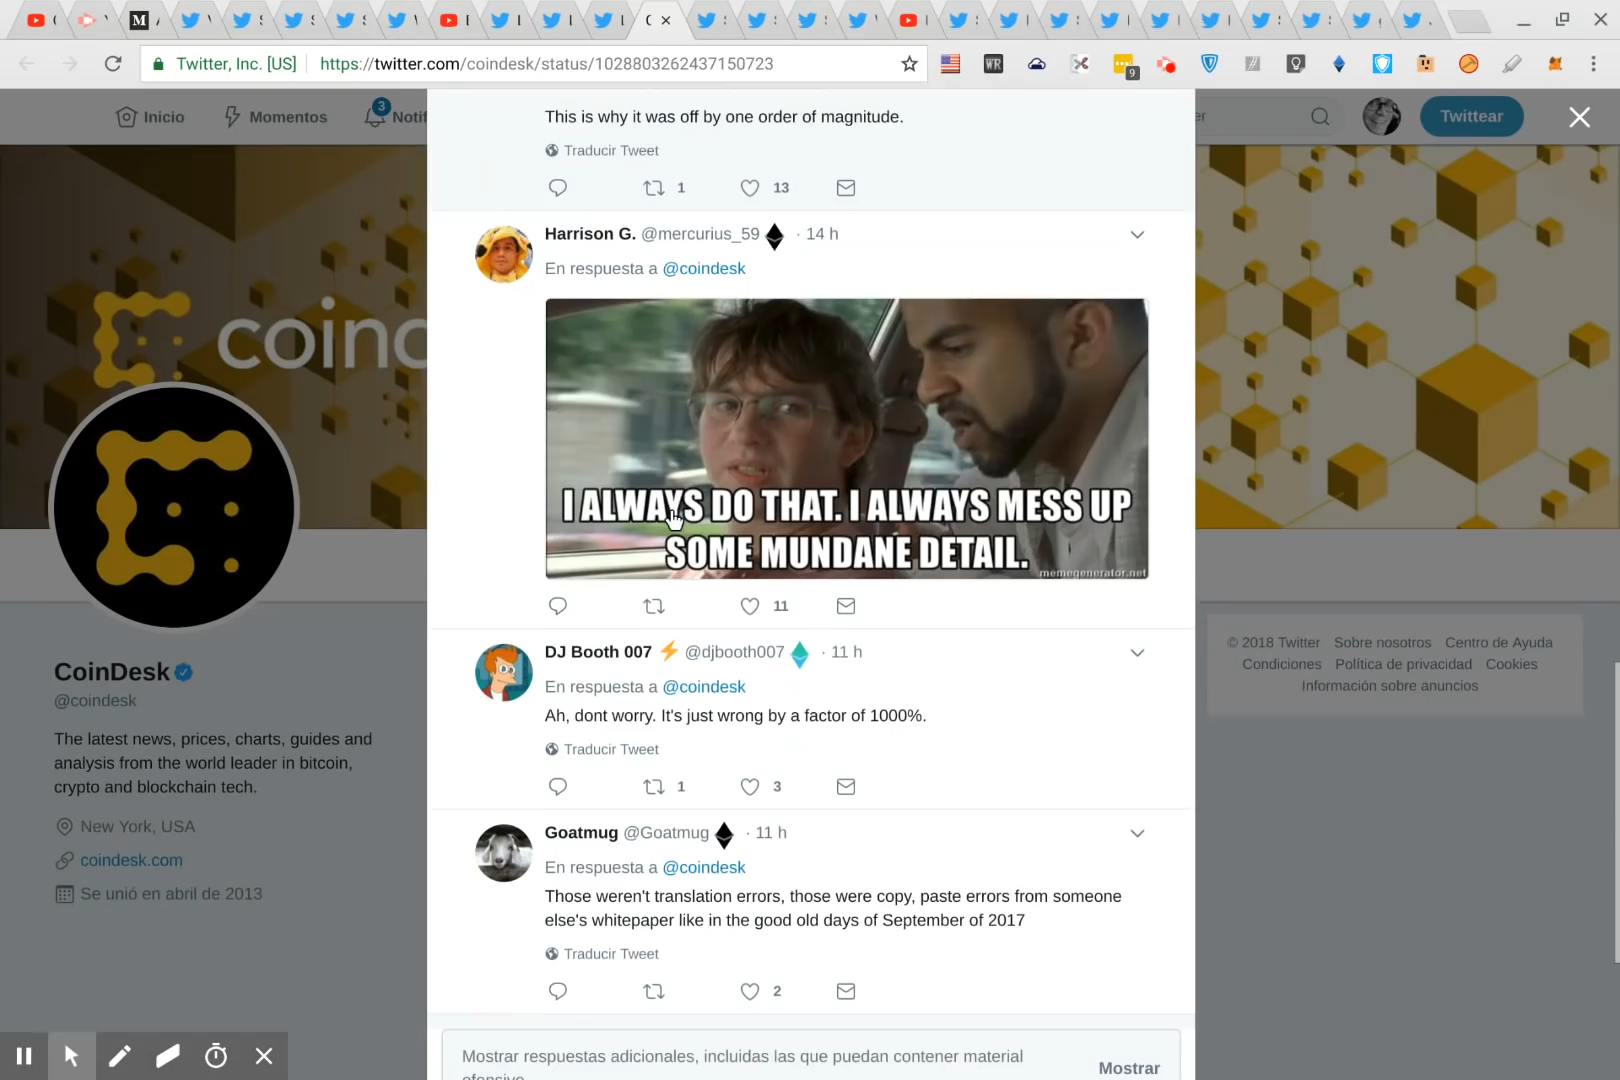 Twitter, Inc. [US]
https://twitter.com/coindesk/status/1028803262437150723
WR
9
Inicio
Momentos
3
Notif
er
Twittear
This is why it was off by one order of magnitude.
Traducir Tweet
1
13
Harrison G. @mercurius_59 · 14 h
En respuesta a @coindesk
I ALWAYS DO THAT. I ALWAYS MESS UP
SOME MUNDANE DETAIL.
memegenerator.net
11
DJ Booth 007 @djbooth007 · 11 h
En respuesta a @coindesk
Ah, dont worry. It's just wrong by a factor of 1000%.
Traducir Tweet
1
3
Goatmug @Goatmug · 11 h
En respuesta a @coindesk
Those weren't translation errors, those were copy, paste errors from someone
else's whitepaper like in the good old days of September of 2017
Traducir Tweet
2
Mostrar respuestas adicionales, incluidas las que puedan contener material
ofensivo
Mostrar
coind
CoinDesk
@coindesk
The latest news, prices, charts, guides and
analysis from the world leader in bitcoin,
crypto and blockchain tech.
New York, USA
coindesk.com
Se unió en abril de 2013
© 2018 Twitter Sobre nosotros Centro de Ayuda
Condiciones Política de privacidad Cookies
Información sobre anuncios